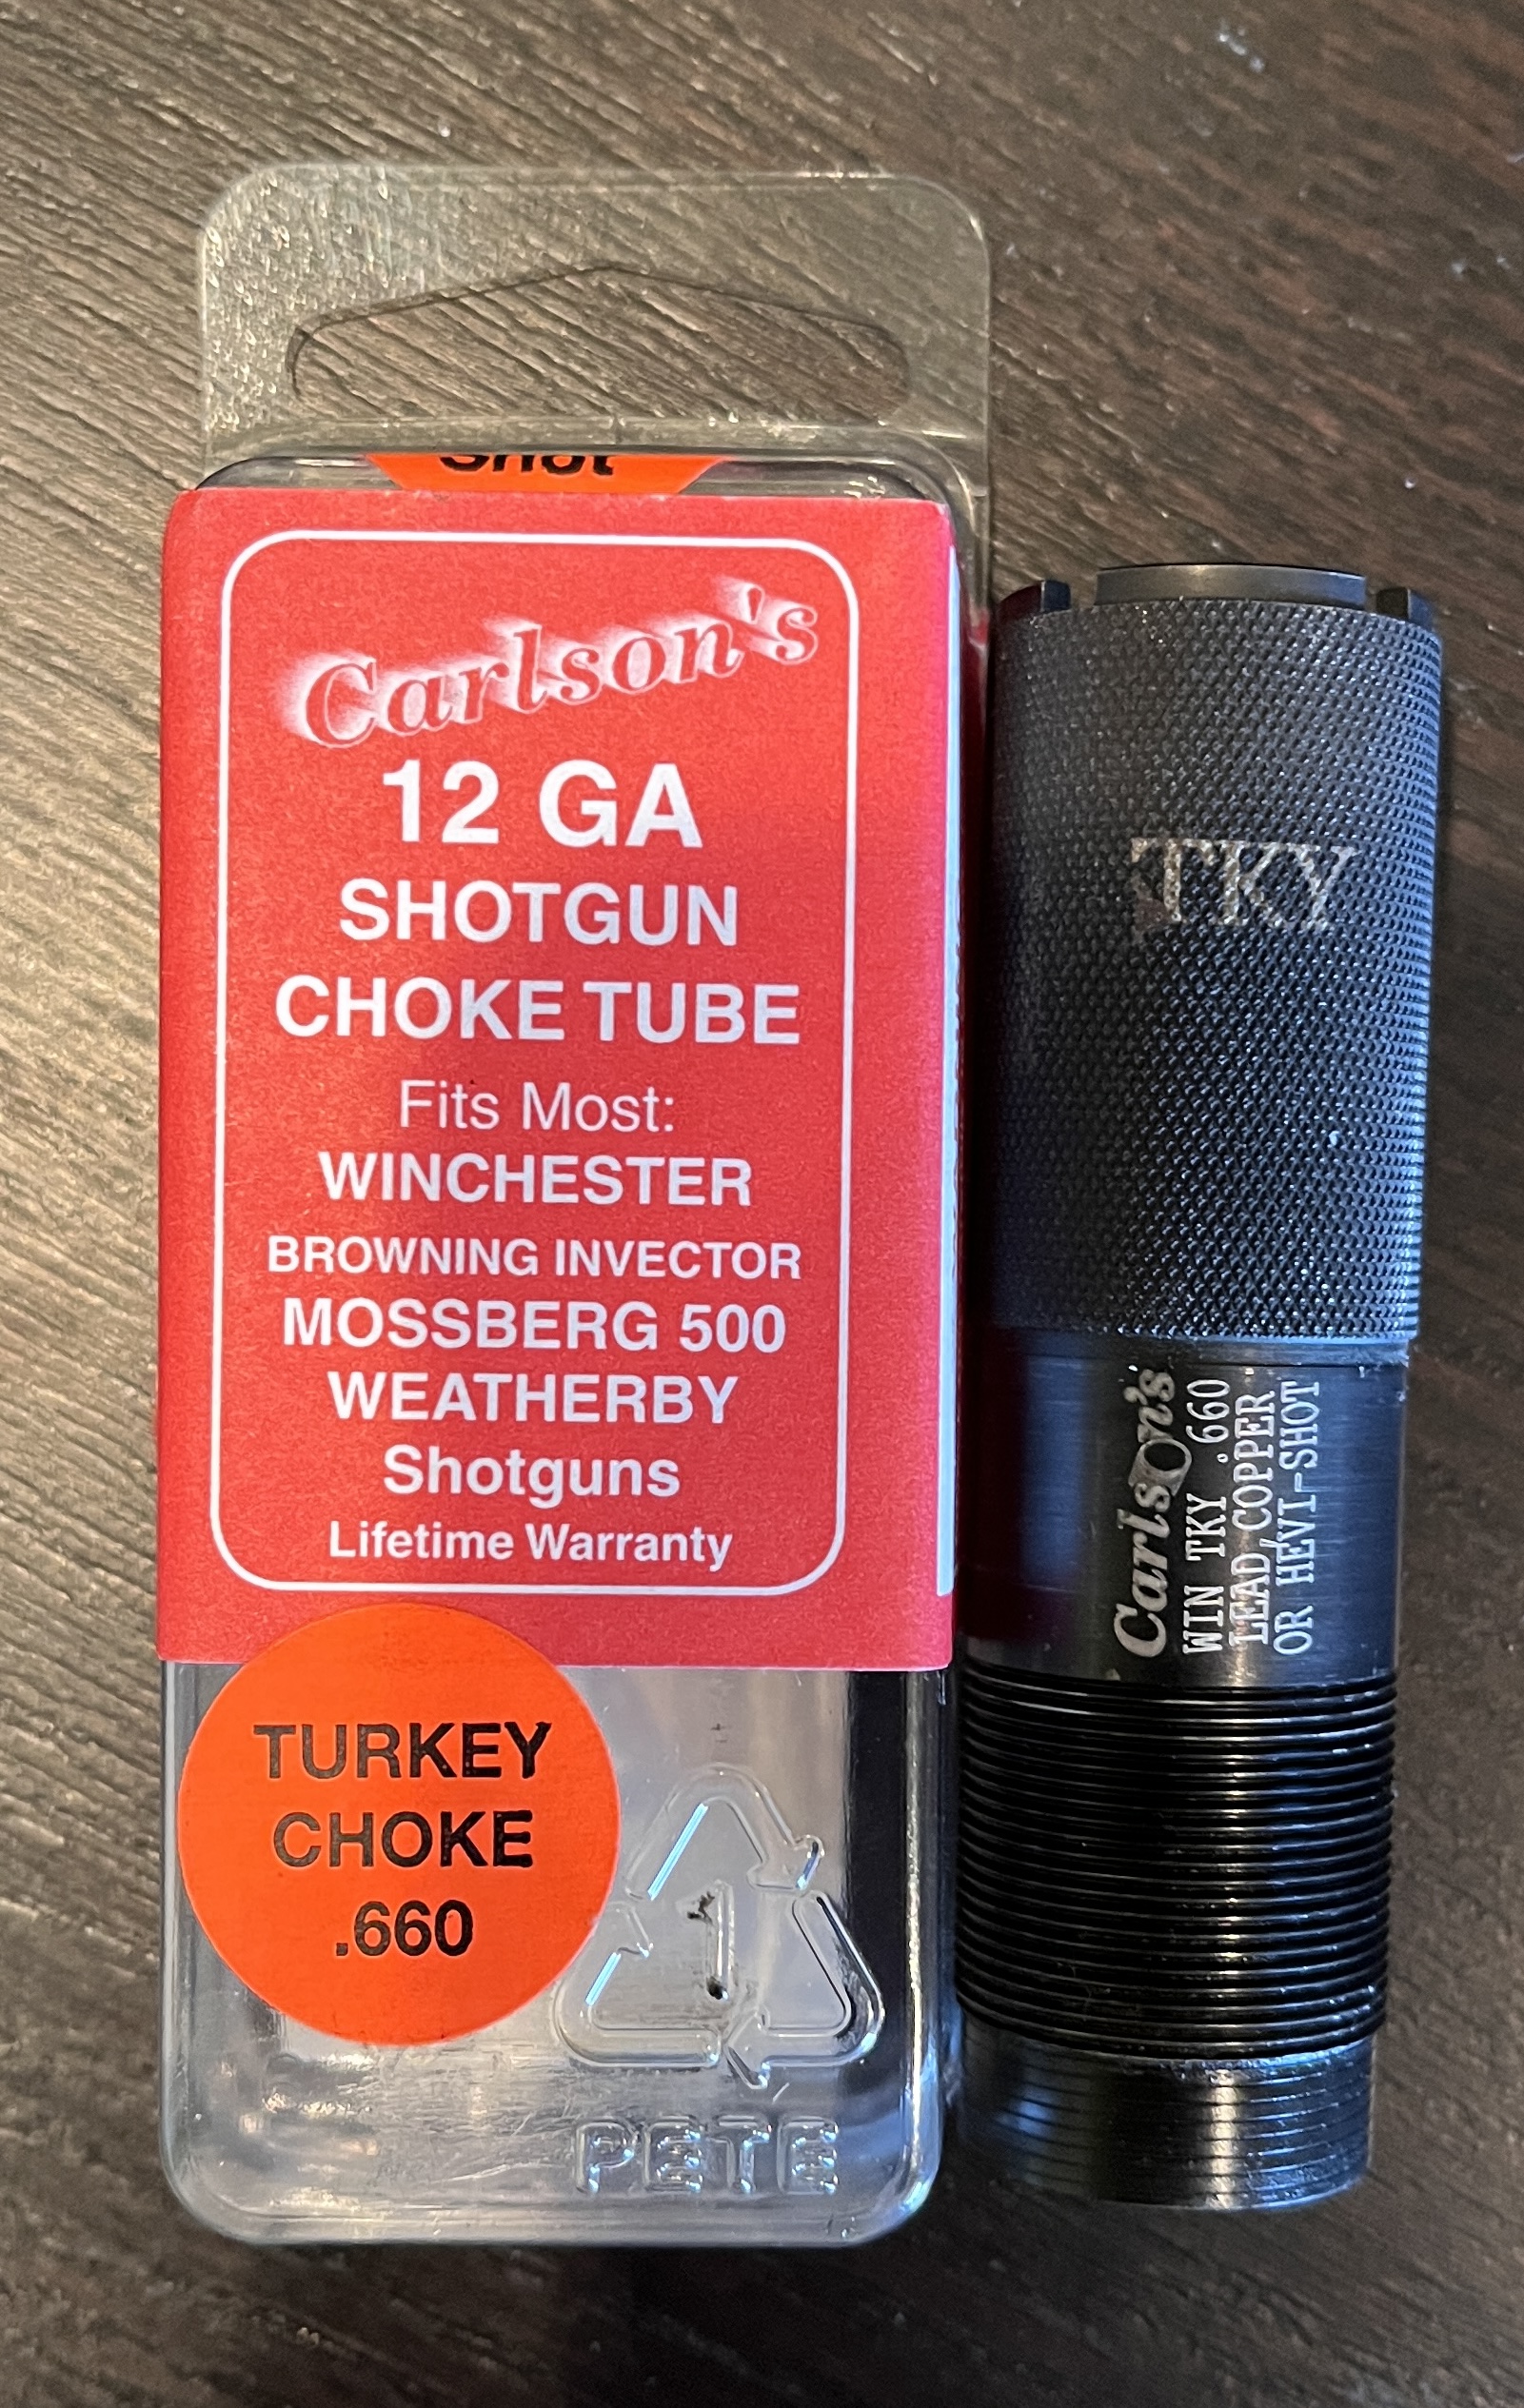 Shot
Carlson's
12 GA
SHOTGUN
CHOKE TUBE
Fits Most:
WINCHESTER
BROWNING INVECTOR
MOSSBERG 500
WEATHERBY
Shotguns
Lifetime Warranty
TURKEY
CHOKE
.660
1
PETE
TKY
Carlson's
WIN TKY .660
LEAD,COPPER
OR HEVI-SHOT